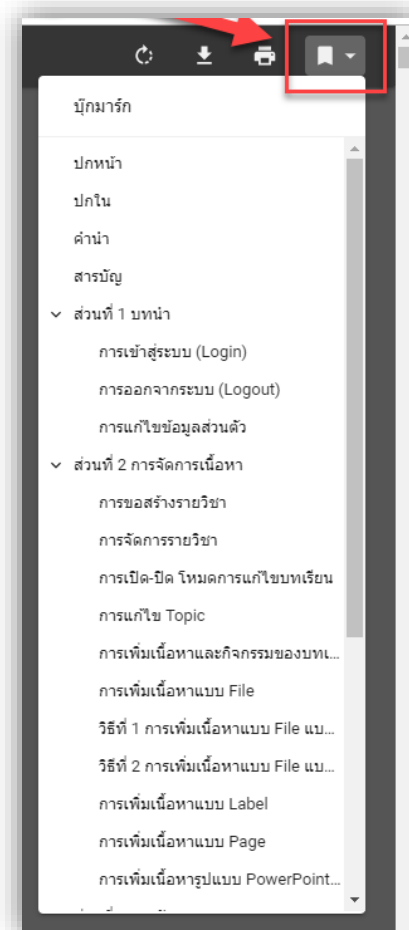 บุ๊กมาร์ก
ปกหน้า
ปกใน
คำนำ
สารบัญ
ส่วนที่ 1 บทนำ
การเข้าสู่ระบบ (Login)
การออกจากระบบ (Logout)
การแก้ไขข้อมูลส่วนตัว
ส่วนที่ 2 การจัดการเนื้อหา
การขอสร้างรายวิชา
การจัดการรายวิชา
การเปิด-ปิด โหมดการแก้ไขบทเรียน
การแก้ไข Topic
การเพิ่มเนื้อหาและกิจกรรมของบทเ...
การเพิ่มเนื้อหาแบบ File
วิธีที่ 1 การเพิ่มเนื้อหาแบบ File แบ...
วิธีที่ 2 การเพิ่มเนื้อหาแบบ File แบ...
การเพิ่มเนื้อหาแบบ Label
การเพิ่มเนื้อหาแบบ Page
การเพิ่มเนื้อหารูปแบบ PowerPoint...